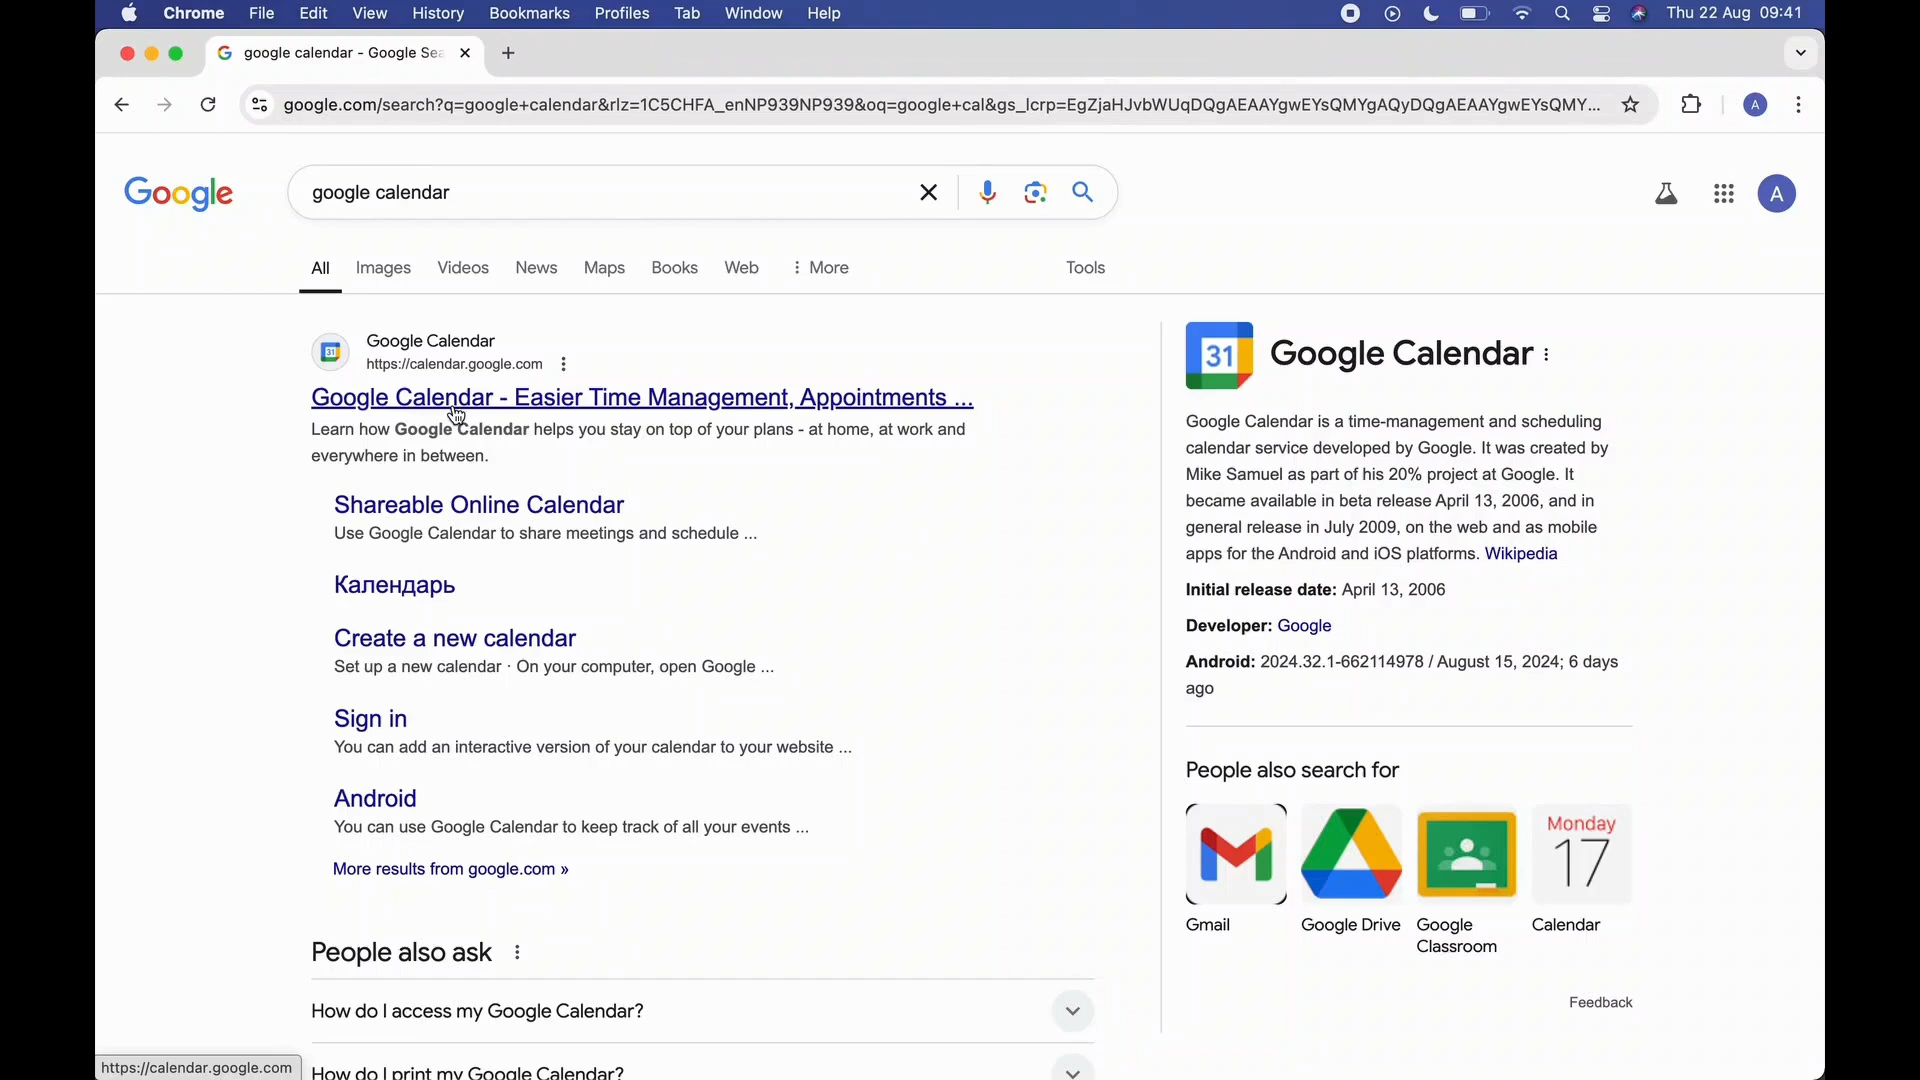 Chrome File Edit View History Bookmarks Profiles Tab Window Help Thu 22 Aug 09:41
google calendar - Google Sea
google.com/search?q=google+calendar&rlz=1C5CHFA_enNP939NP939&oq=google+cal&gs_lcrp=EgZjaHJvbWUqDQgAEAAYgwEYsQMYgAQyDQgAEAAYgwEYsQMY... A
Google google calendar A
All Images Videos News Maps Books Web More Tools
Google Calendar
https://calendar.google.com
Google Calendar - Easier Time Management, Appointments ...
Learn how Google Calendar helps you stay on top of your plans - at home, at work and
everywhere in between.
Shareable Online Calendar
Use Google Calendar to share meetings and schedule ...
Календарь
Create a new calendar
Set up a new calendar · On your computer, open Google ...
Sign in
You can add an interactive version of your calendar to your website ...
Android
You can use Google Calendar to keep track of all your events ...
More results from google.com »
People also ask
How do I access my Google Calendar?
How do I print my Google Calendar?
https://calendar.google.com
31
Google Calendar
Google Calendar is a time-management and scheduling
calendar service developed by Google. It was created by
Mike Samuel as part of his 20% project at Google. It
became available in beta release April 13, 2006, and in
general release in July 2009, on the web and as mobile
apps for the Android and iOS platforms. Wikipedia
Initial release date: April 13, 2006
Developer: Google
Android: 2024.32.1-662114978 / August 15, 2024; 6 days
ago
People also search for
Monday
17
Gmail Google Drive Google Calendar
Classroom
Feedback